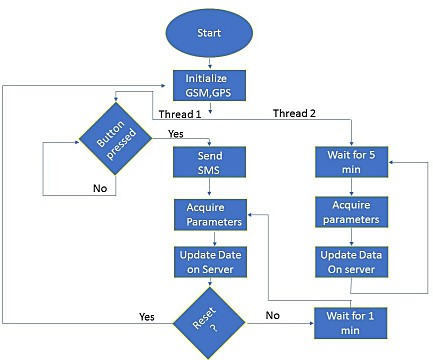 Start
Initialize
GSM,GPS
Thread 1
Thread 2
Button
pressed
Yes
No
Send
SMS
Wait for 5
min
Acquire
Parameters
Acquire
parameters
Update Date
on Server
Update Data
On server
Reset
?
Yes
No
Wait for 1
min